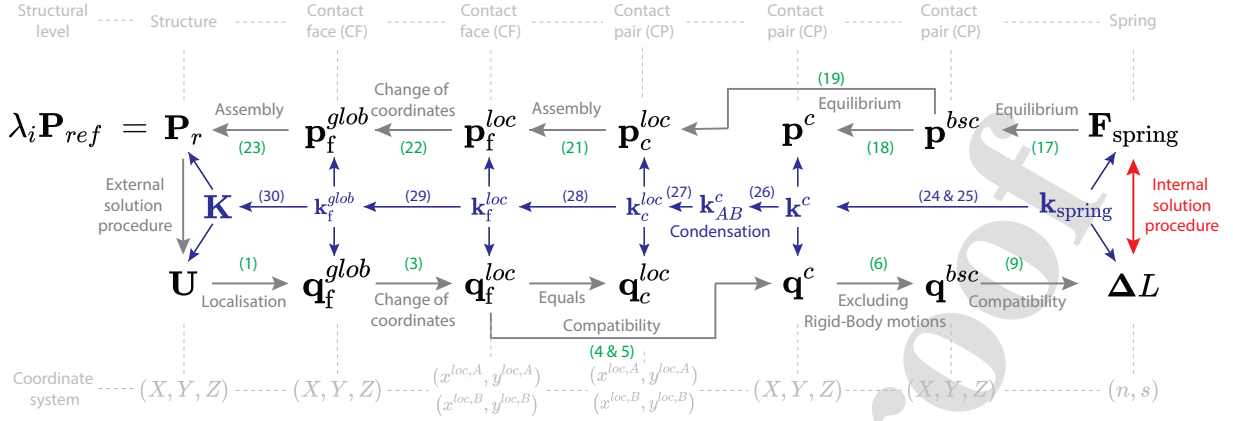 Structural level Structure Contact face (CF) Contact face (CF) Contact pair (CP) Contact pair (CP) Contact pair (CP) Spring
(19)
Assembly Change of coordinates Assembly Equilibrium Equilibrium
λ_i P_ref = P_r p_f^glob p_f^loc p_c^loc p^c p^bsc F_spring
(23) (22) (21) (18) (17)
External solution procedure K (30) k_f^glob (29) k_f^loc (28) k_c^loc (27) k_AB^c (26) k^c (24 & 25) k_spring Internal solution procedure
Condensation
(1) (3) (6) (9)
U q_f^glob q_f^loc q_c^loc q^c q^bsc ΔL
Localisation Change of coordinates Equals Excluding Rigid-Body motions Compatibility
Compatibility
(4 & 5)
Coordinate system (X, Y, Z) (X, Y, Z) (x^loc,A, y^loc,A) (x^loc,A, y^loc,A) (X, Y, Z) (X, Y, Z) (n, s)
(x^loc,B, y^loc,B) (x^loc,B, y^loc,B)